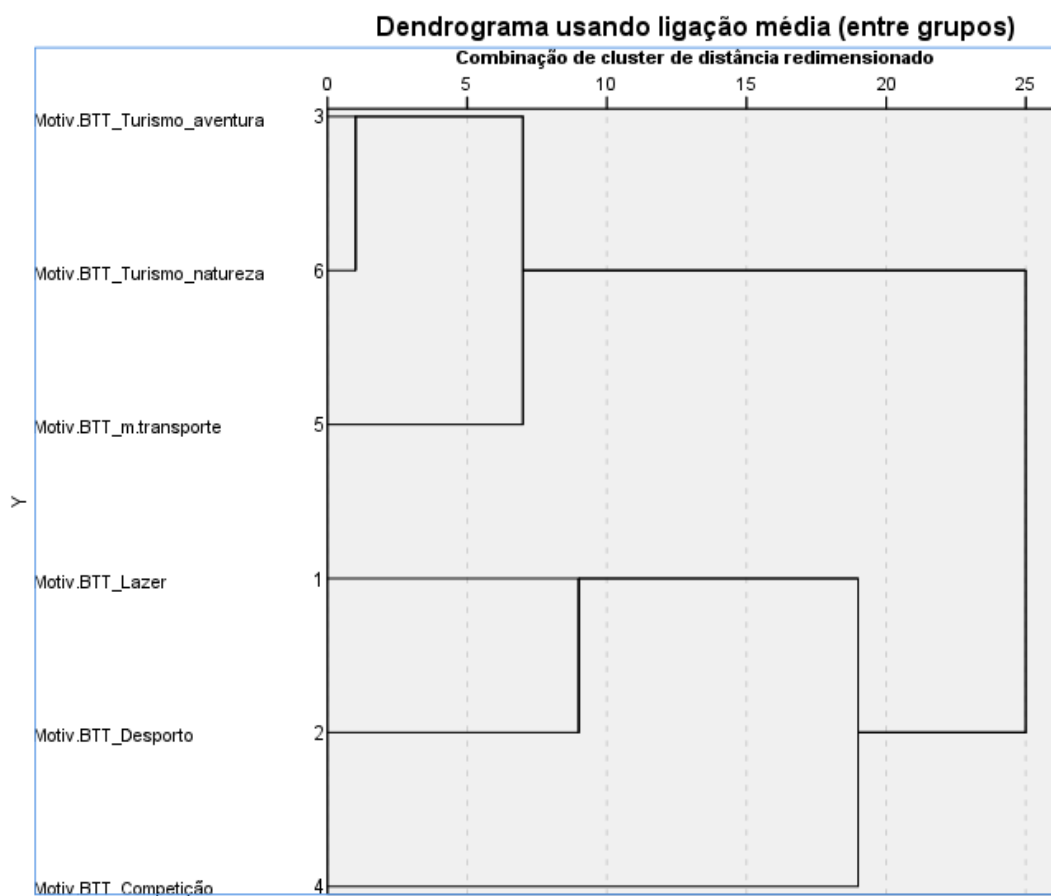 Dendrograma usando ligação média (entre grupos)
Combinação de cluster de distância redimensionado
0 5 10 15 20 25
Motiv.BTT_Turismo_aventura 3
Motiv.BTT_Turismo_natureza 6
Motiv.BTT_m.transporte 5
Y
Motiv.BTT_Lazer 1
Motiv.BTT_Desporto 2
Motiv.BTT_Competição 4